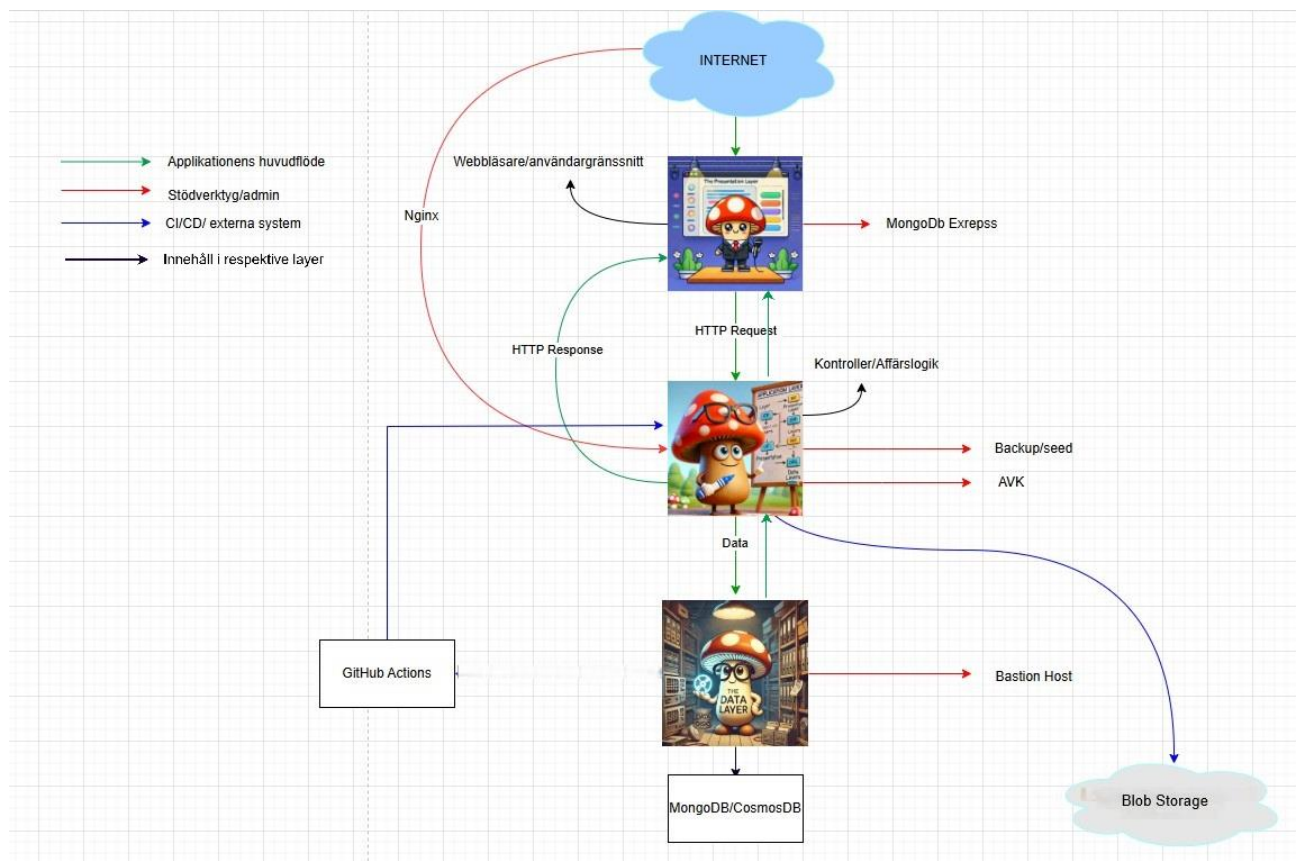 INTERNET
Applikationens huvudflöde
Stödverktyg/admin
CI/CD/ externa system
Innehåll i respektive layer
Webbläsare/användargränssnitt
Nginx
The Presentation Layer
MongoDb Exrepss
HTTP Request
HTTP Response
Kontroller/Affärslogik
APPLICATION LAYER
Backup/seed
AVK
Data
GitHub Actions
THE
DATA
LAYER
Bastion Host
MongoDB/CosmosDB
Blob Storage